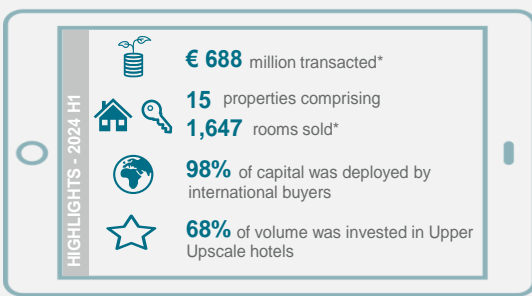 HIGHLIGHTS - 2024 H1
€ 688 million transacted*
15 properties comprising
1,647 rooms sold*
98% of capital was deployed by
international buyers
68% of volume was invested in Upper
Upscale hotels